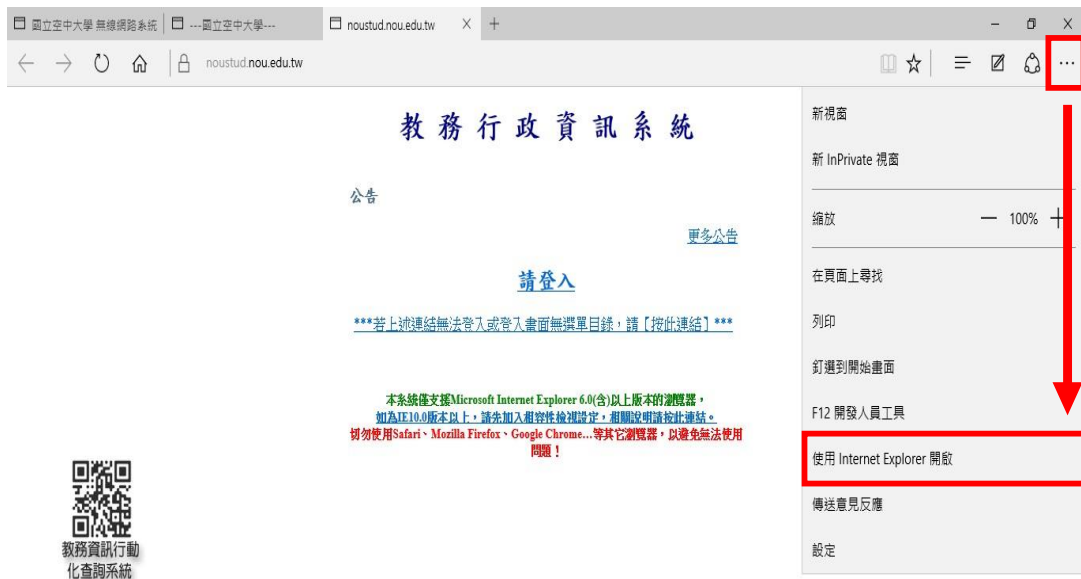 國立空中大學 無線網路系統
---國立空中大學---
noustud.nou.edu.tw
noustud.nou.edu.tw
教務行政資訊系統
公告
更多公告
請登入
***若上述連結無法登入或登入畫面無選單目錄，請【按此連結】***
本系統僅支援Microsoft Internet Explorer 6.0(含)以上版本的瀏覽器，
如為IE10.0版本以上，請先加入相容性檢視設定，相關說明請按此連結。
切勿使用Safari、Mozilla Firefox、Google Chrome...等其它瀏覽器，以避免無法使用
問題！
教務資訊行動
化查詢系統
新視窗
新 InPrivate 視窗
縮放 — 100% +
在頁面上尋找
列印
釘選到開始畫面
F12 開發人員工具
使用 Internet Explorer 開啟
傳送意見反應
設定